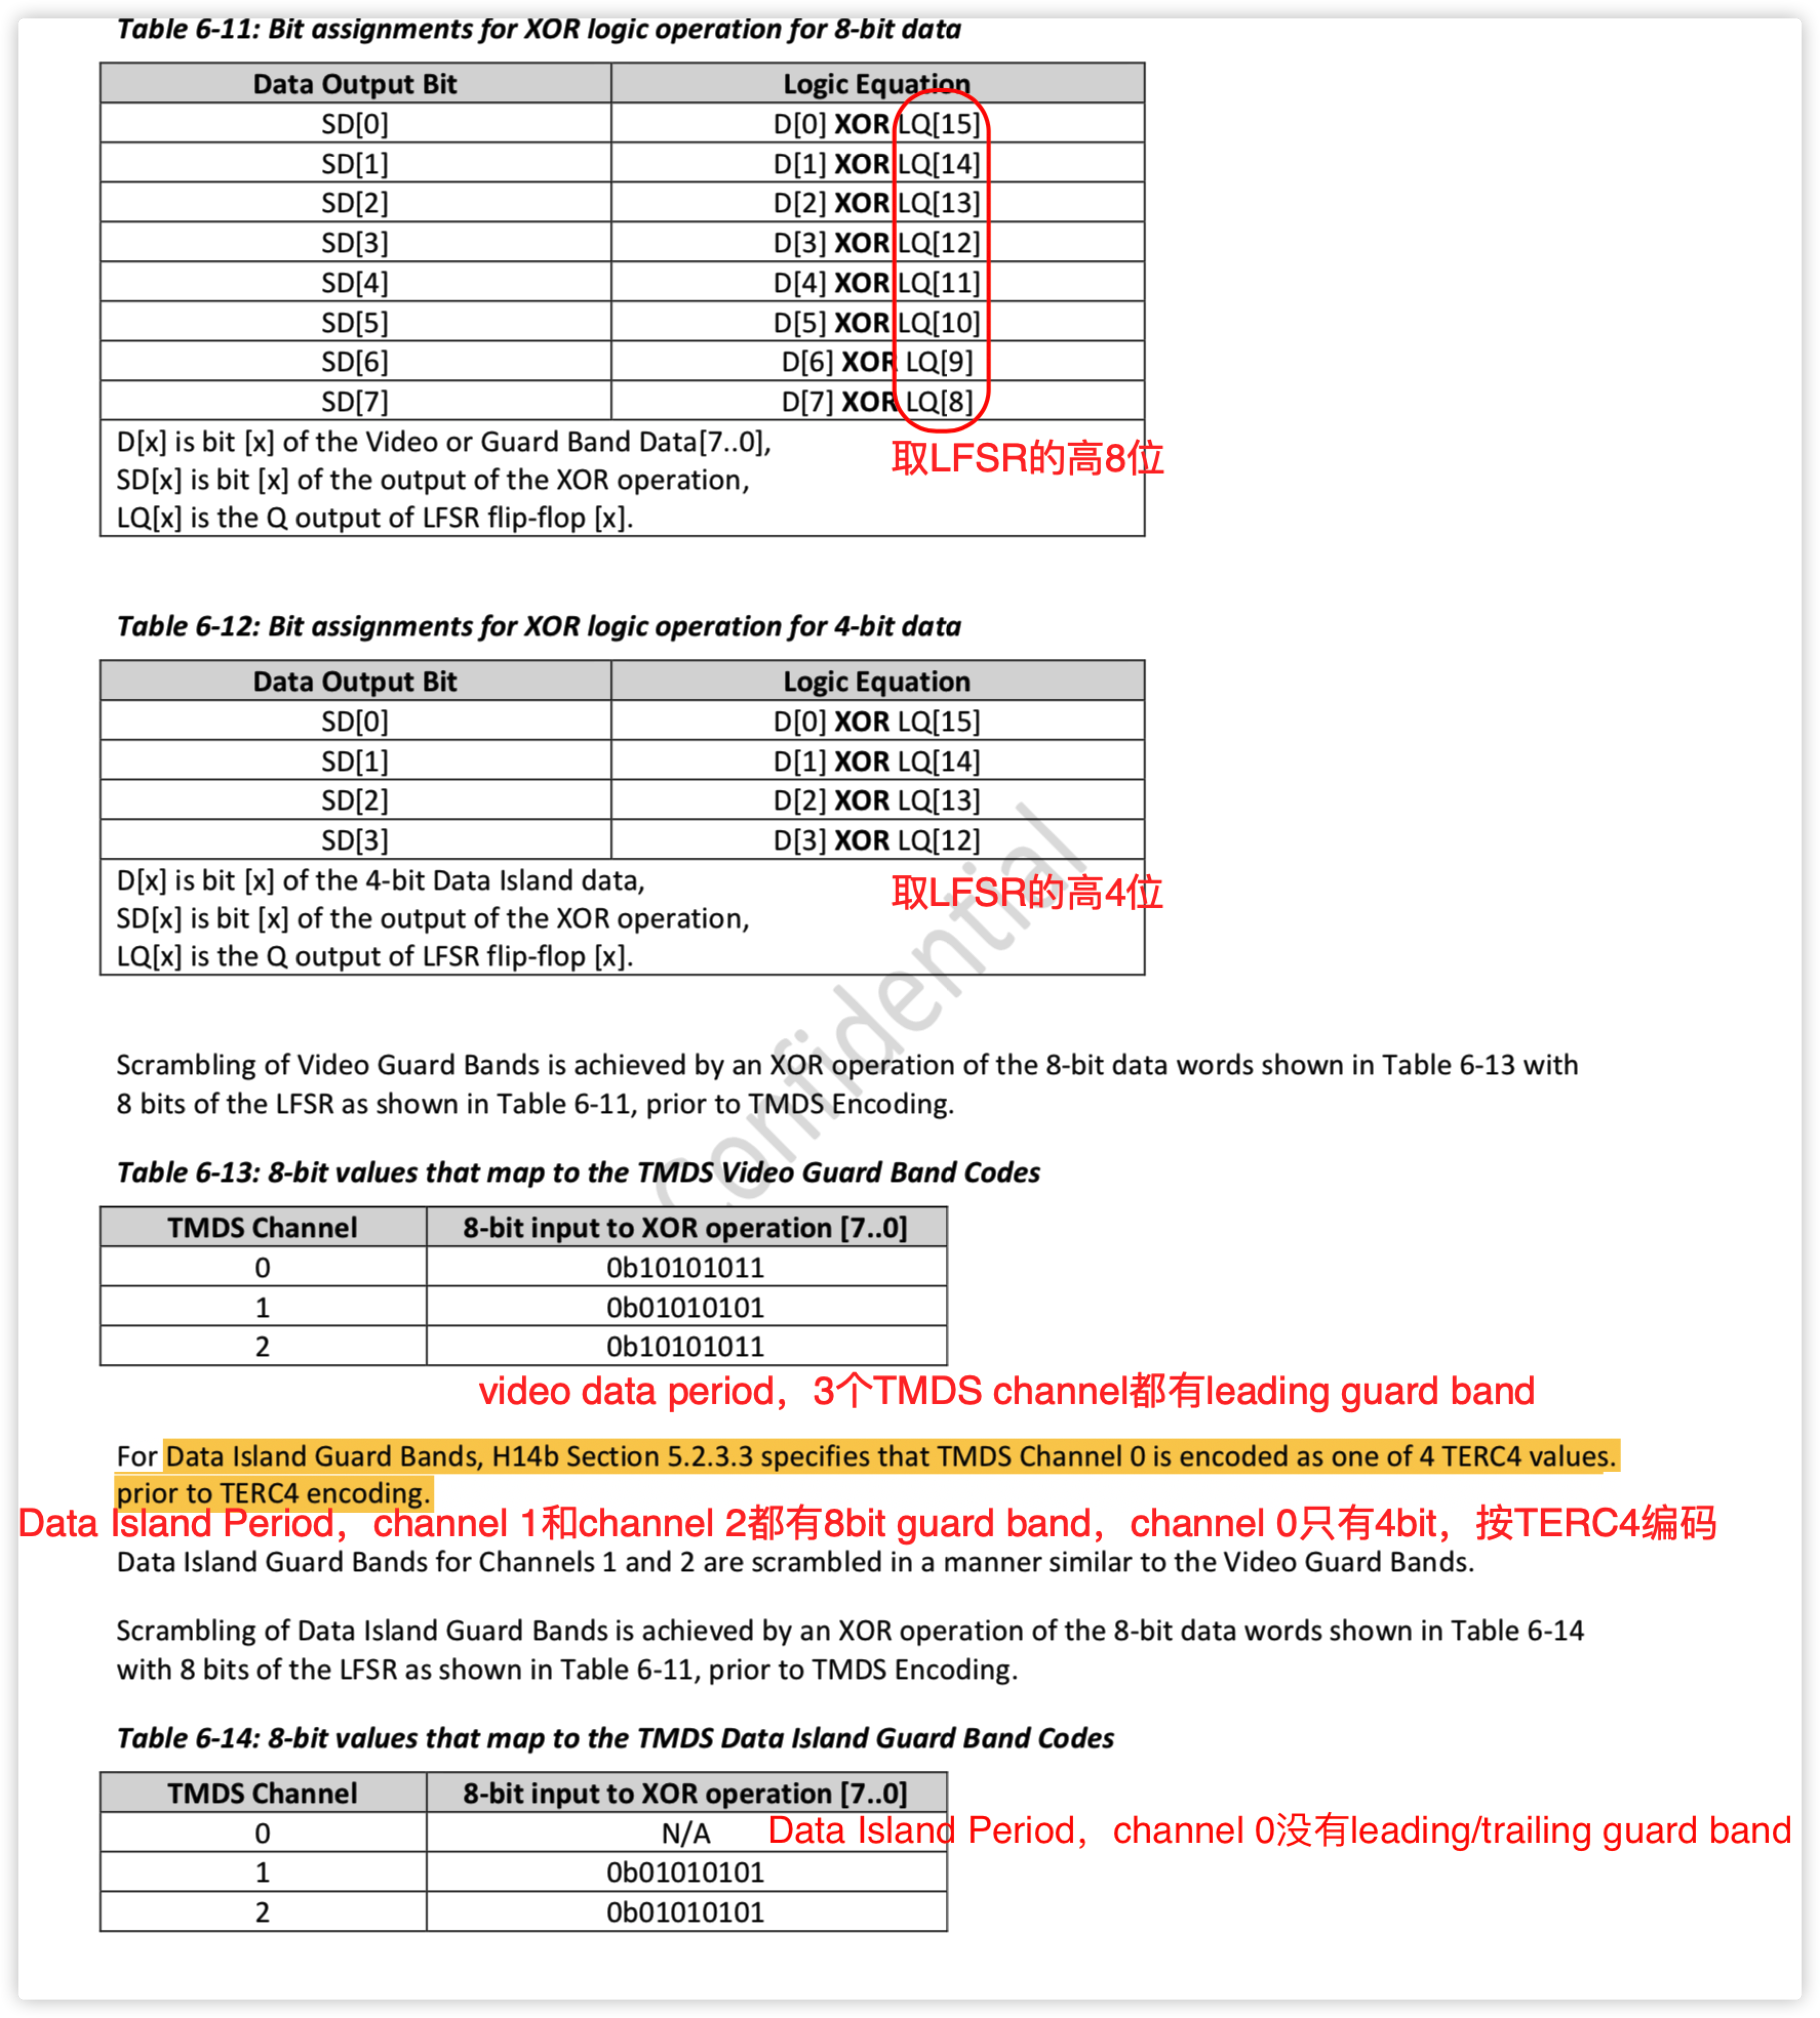 Table 6-11: Bit assignments for XOR logic operation for 8-bit data
Data Output Bit Logic Equation
SD[0] D[0] XOR LQ[15]
SD[1] D[1] XOR LQ[14]
SD[2] D[2] XOR LQ[13]
SD[3] D[3] XOR LQ[12]
SD[4] D[4] XOR LQ[11]
SD[5] D[5] XOR LQ[10]
SD[6] D[6] XOR LQ[9]
SD[7] D[7] XOR LQ[8]
D[x] is bit [x] of the Video or Guard Band Data[7..0],
取LFSR的高8位
SD[x] is bit [x] of the output of the XOR operation,
LQ[x] is the Q output of LFSR flip-flop [x].
Table 6-12: Bit assignments for XOR logic operation for 4-bit data
Data Output Bit Logic Equation
SD[0] D[0] XOR LQ[15]
SD[1] D[1] XOR LQ[14]
SD[2] D[2] XOR LQ[13]
SD[3] D[3] XOR LQ[12]
D[x] is bit [x] of the 4-bit Data Island data,
取LFSR的高4位
SD[x] is bit [x] of the output of the XOR operation,
LQ[x] is the Q output of LFSR flip-flop [x].
Confidential
Scrambling of Video Guard Bands is achieved by an XOR operation of the 8-bit data words shown in Table 6-13 with
8 bits of the LFSR as shown in Table 6-11, prior to TMDS Encoding.
Table 6-13: 8-bit values that map to the TMDS Video Guard Band Codes
TMDS Channel 8-bit input to XOR operation [7..0]
0 0b10101011
1 0b01010101
2 0b10101011
video data period，3个TMDS channel都有leading guard band
For Data Island Guard Bands, H14b Section 5.2.3.3 specifies that TMDS Channel 0 is encoded as one of 4 TERC4 values.
prior to TERC4 encoding.
Data Island Period，channel 1和channel 2都有8bit guard band，channel 0只有4bit，按TERC4编码
Data Island Guard Bands for Channels 1 and 2 are scrambled in a manner similar to the Video Guard Bands.
Scrambling of Data Island Guard Bands is achieved by an XOR operation of the 8-bit data words shown in Table 6-14
with 8 bits of the LFSR as shown in Table 6-11, prior to TMDS Encoding.
Table 6-14: 8-bit values that map to the TMDS Data Island Guard Band Codes
TMDS Channel 8-bit input to XOR operation [7..0]
0 N/A Data Island Period，channel 0没有leading/trailing guard band
1 0b01010101
2 0b01010101